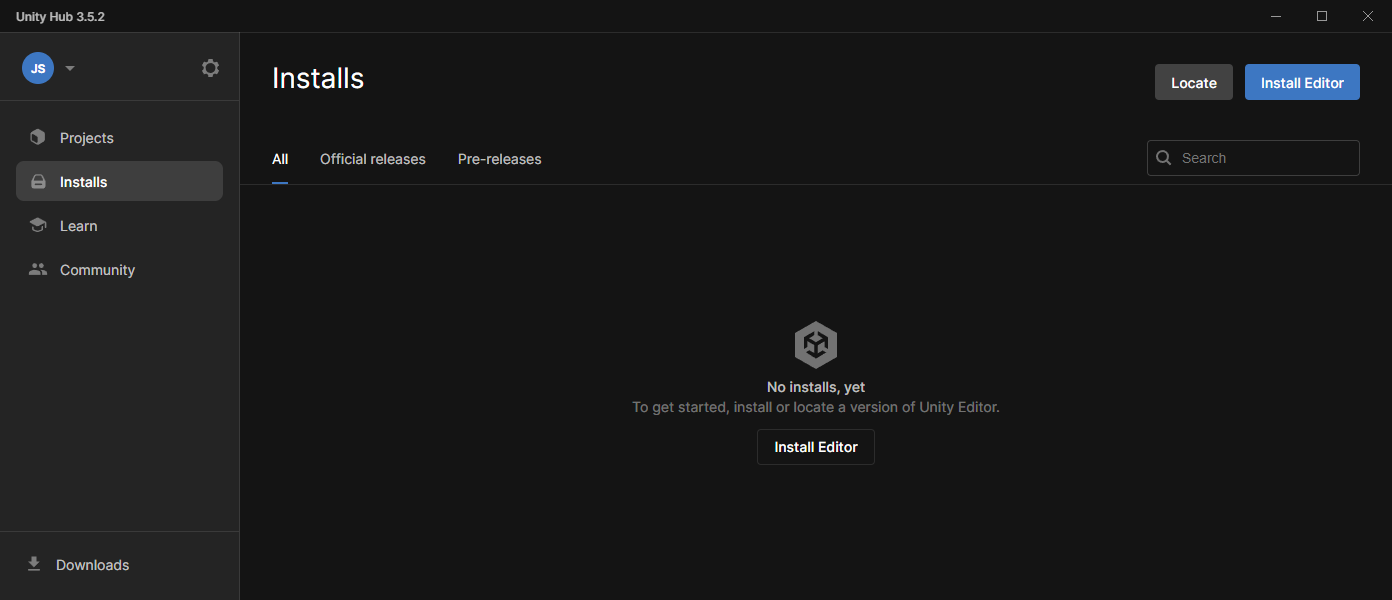 Unity Hub 3.5.2
JS
Installs
Locate
Install Editor
Projects
Installs
Learn
Community
All
Official releases
Pre-releases
Search
No installs, yet
To get started, install or locate a version of Unity Editor.
Install Editor
Downloads